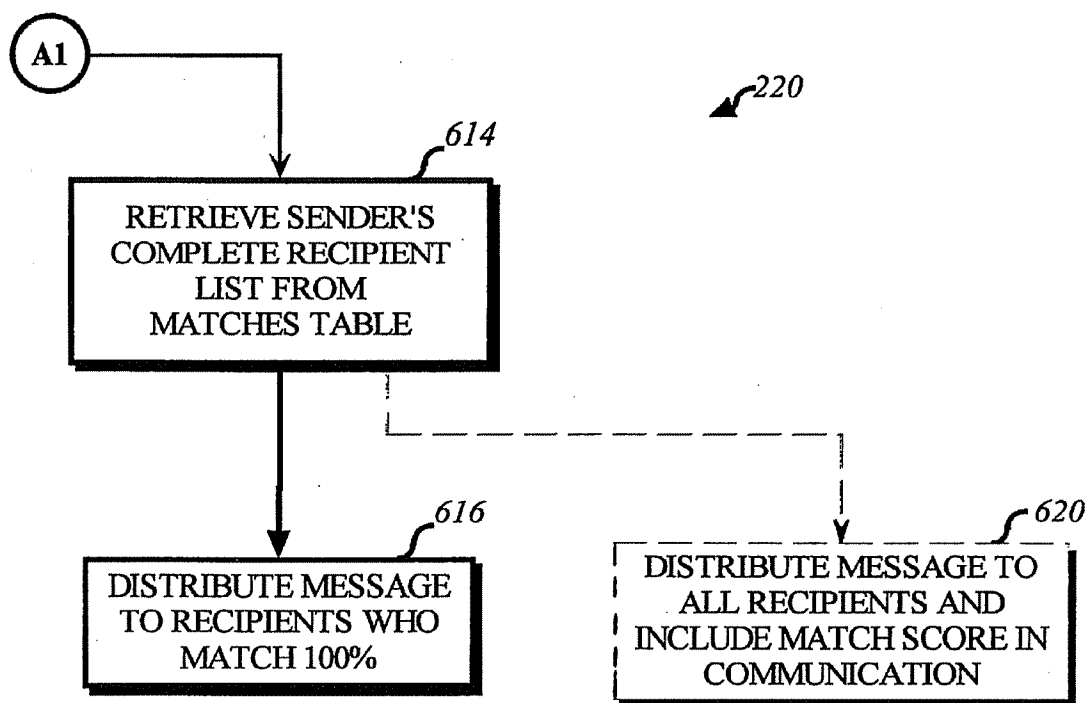 A1
220
614
RETRIEVE SENDER'S
COMPLETE RECIPIENT
LIST FROM
MATCHES TABLE
616
DISTRIBUTE MESSAGE
TO RECIPIENTS WHO
MATCH 100%
620
DISTRIBUTE MESSAGE TO
ALL RECIPIENTS AND
INCLUDE MATCH SCORE IN
COMMUNICATION